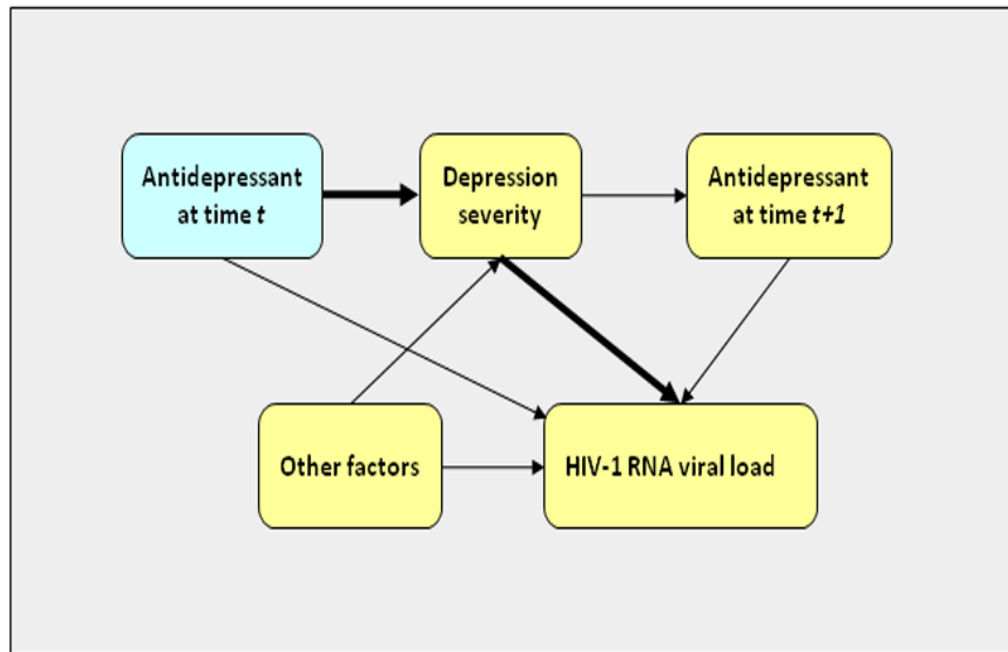 Antidepressant
at time t
Depression
severity
Antidepressant
at time t+1
Other factors
HIV-1 RNA viral load